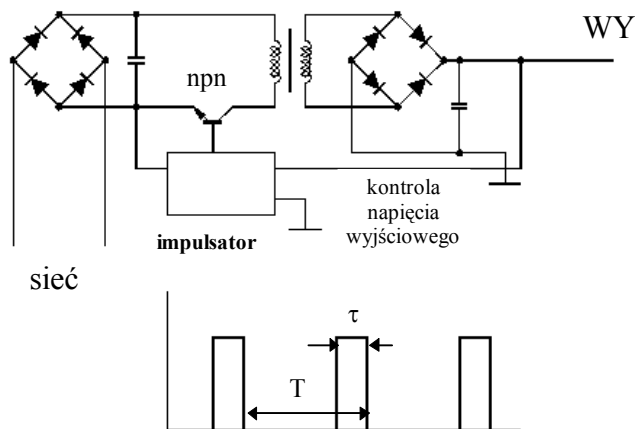 WY
npn
kontrola
napięcia
wyjściowego
impulsator
sieć
τ
T